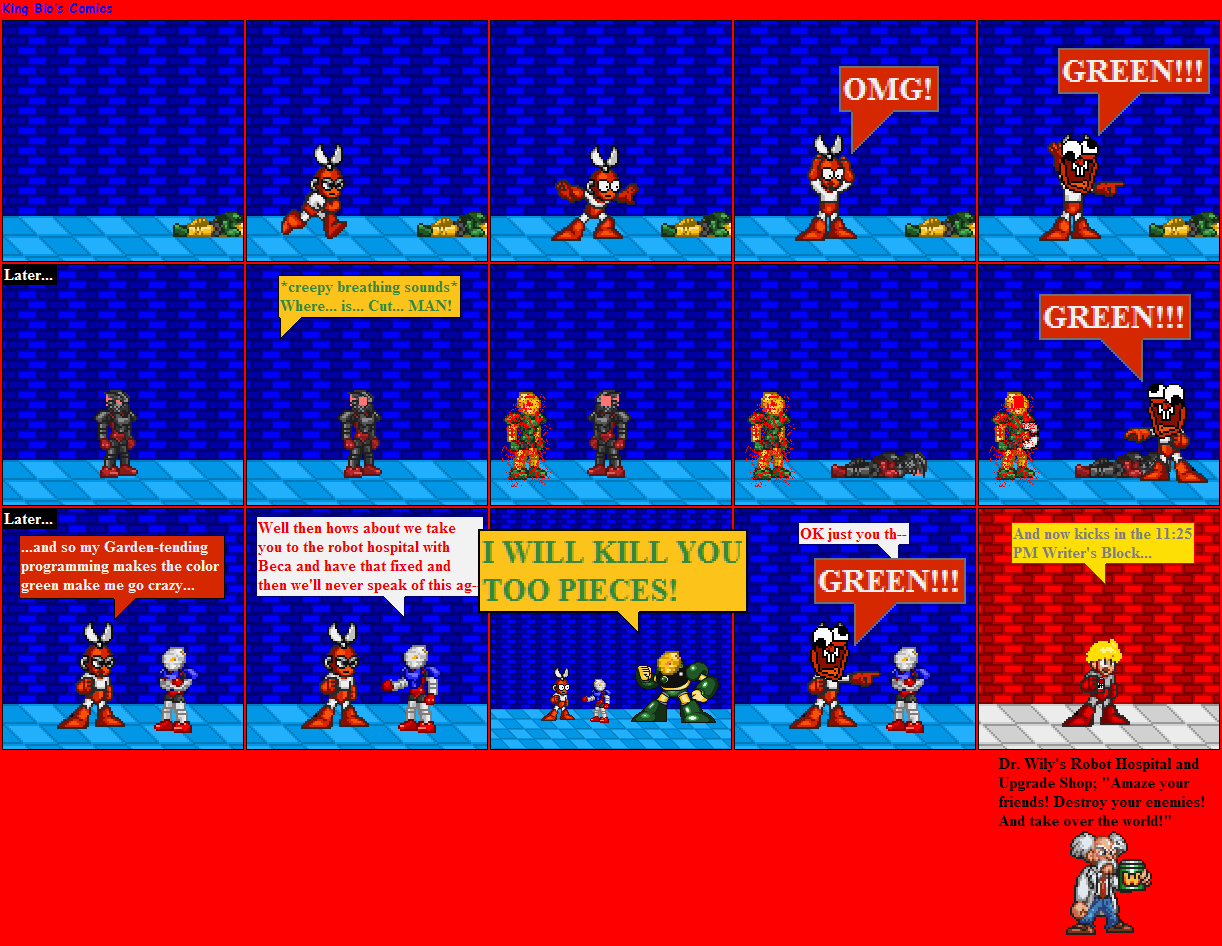 King Bio's Comics
OMG!
GREEN!!!
Later...
*creepy breathing sounds*
Where... is... Cut... MAN!
GREEN!!!
Later...
...and so my Garden-tending
programming makes the color
green make me go crazy...
Well then hows about we take
you to the robot hospital with
Beca and have that fixed and
then we'll never speak of this ag--
I WILL KILL YOU
TOO PIECES!
OK just you th--
GREEN!!!
And now kicks in the 11:25
PM Writer's Block...
Dr. Wily's Robot Hospital and
Upgrade Shop; "Amaze your
friends! Destroy your enemies!
And take over the world!"
W